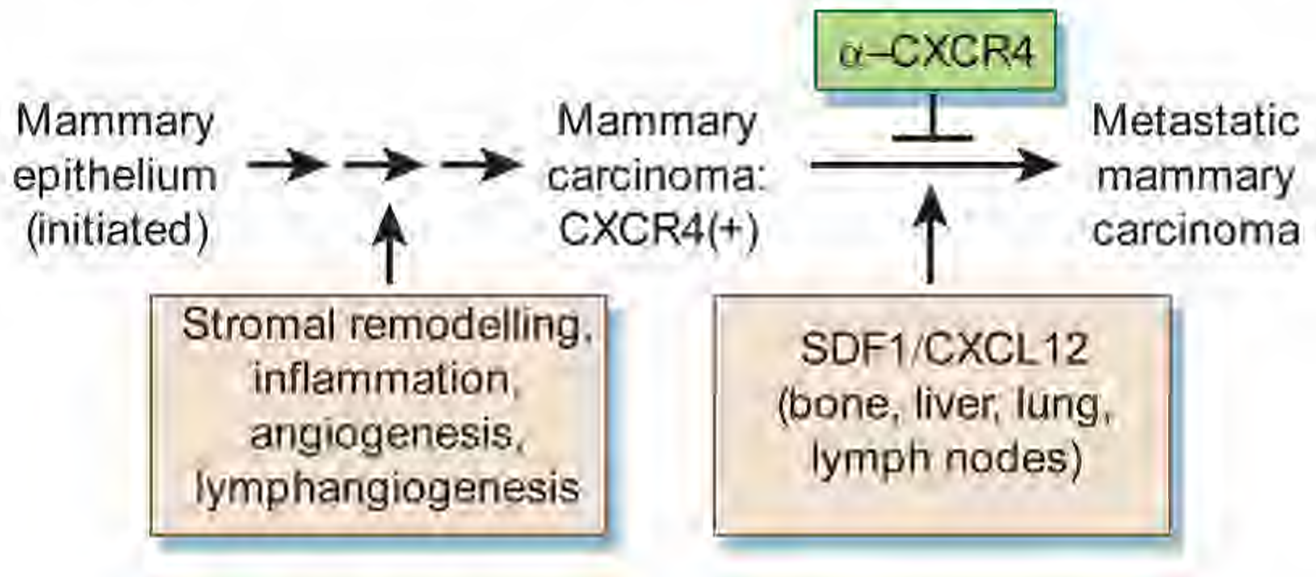 α–CXCR4
Mammary
epithelium
(initiated)
Mammary
carcinoma:
CXCR4(+)
Metastatic
mammary
carcinoma
Stromal remodelling,
inflammation,
angiogenesis,
lymphangiogenesis
SDF1/CXCL12
(bone, liver, lung,
lymph nodes)